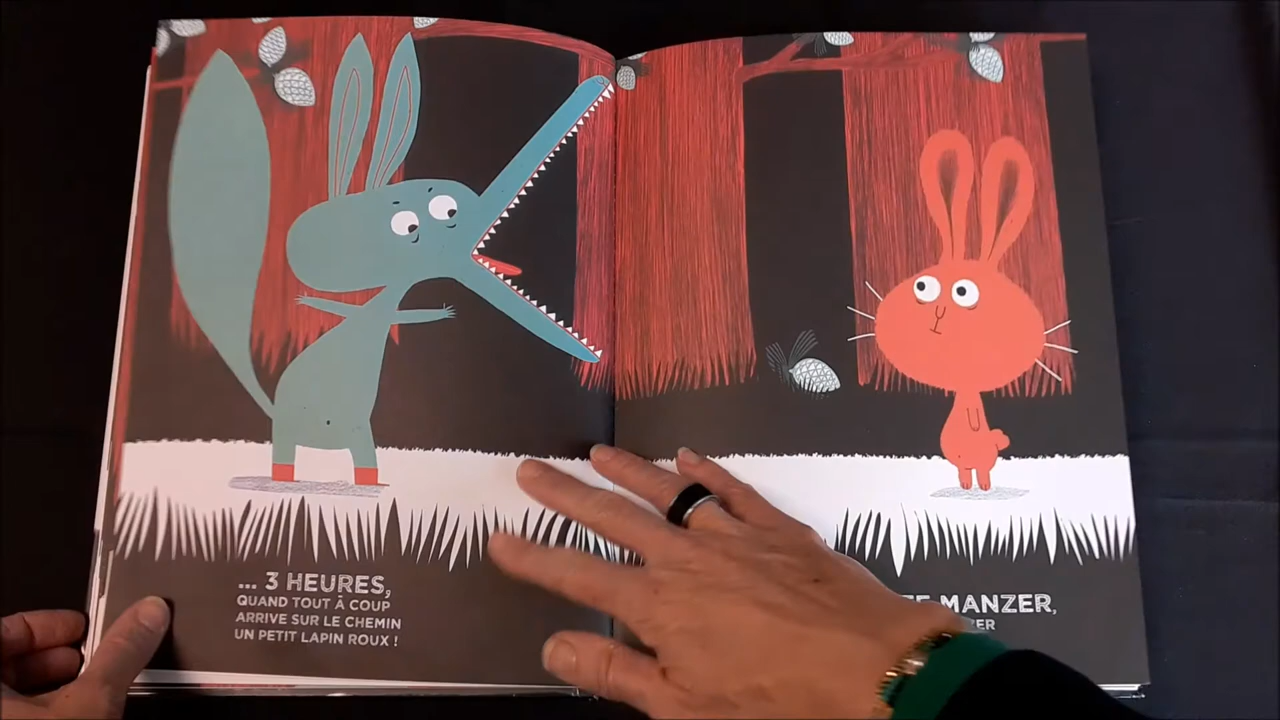 ... 3 HEURES,
QUAND TOUT À COUP
ARRIVE SUR LE CHEMIN
UN PETIT LAPIN ROUX !
MANZER,